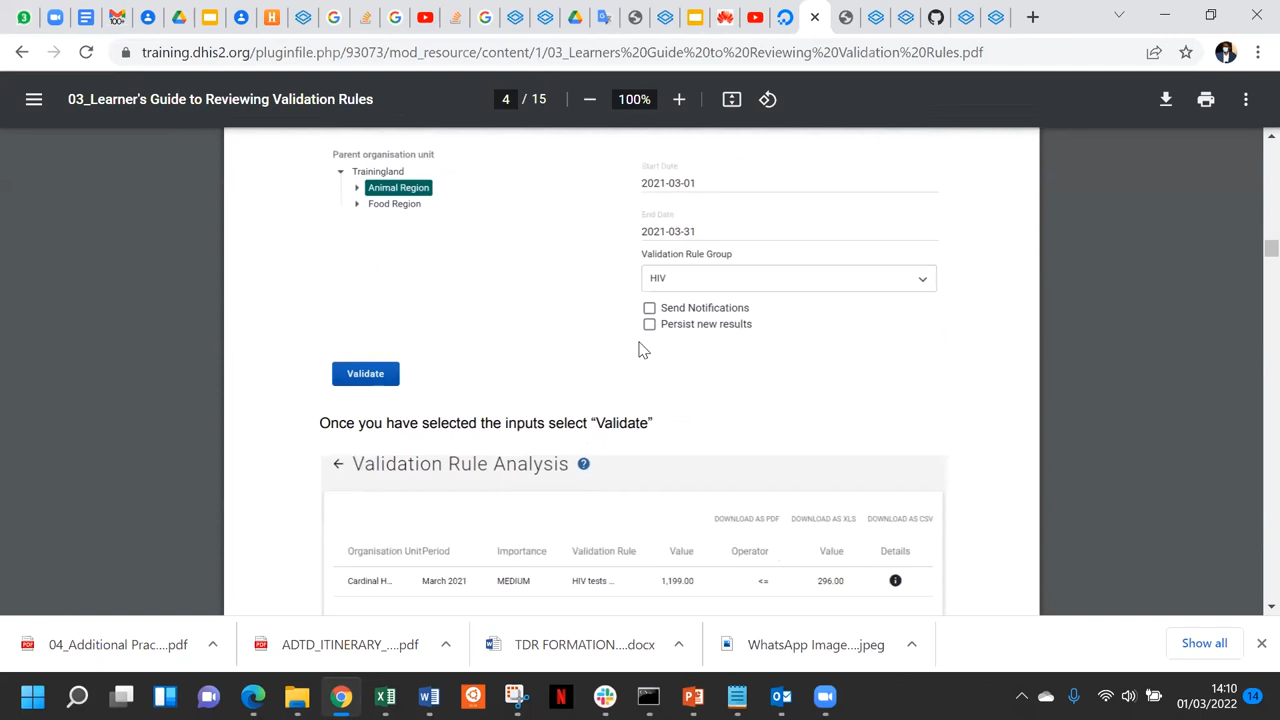 training.dhis2.org/pluginfile.php/93073/mod_resource/content/1/03_Learners%20Guide%20to%20Reviewing%20Validation%20Rules.pdf
03_Learner's Guide to Reviewing Validation Rules
4 / 15
100%
Parent organisation unit
Trainingland
Animal Region
Food Region
Start Date
2021-03-01
End Date
2021-03-31
Validation Rule Group
HIV
Send Notifications
Persist new results
Validate
Once you have selected the inputs select “Validate”
Validation Rule Analysis
DOWNLOAD AS PDF DOWNLOAD AS XLS DOWNLOAD AS CSV
Organisation Unit Period Importance Validation Rule Value Operator Value Details
Cardinal H... March 2021 MEDIUM HIV tests ... 1,199.00 <= 296.00
04_Additional Prac....pdf
ADTD_ITINERARY_....pdf
TDR FORMATION....docx
WhatsApp Image....jpeg
Show all
14:10
01/03/2022
14